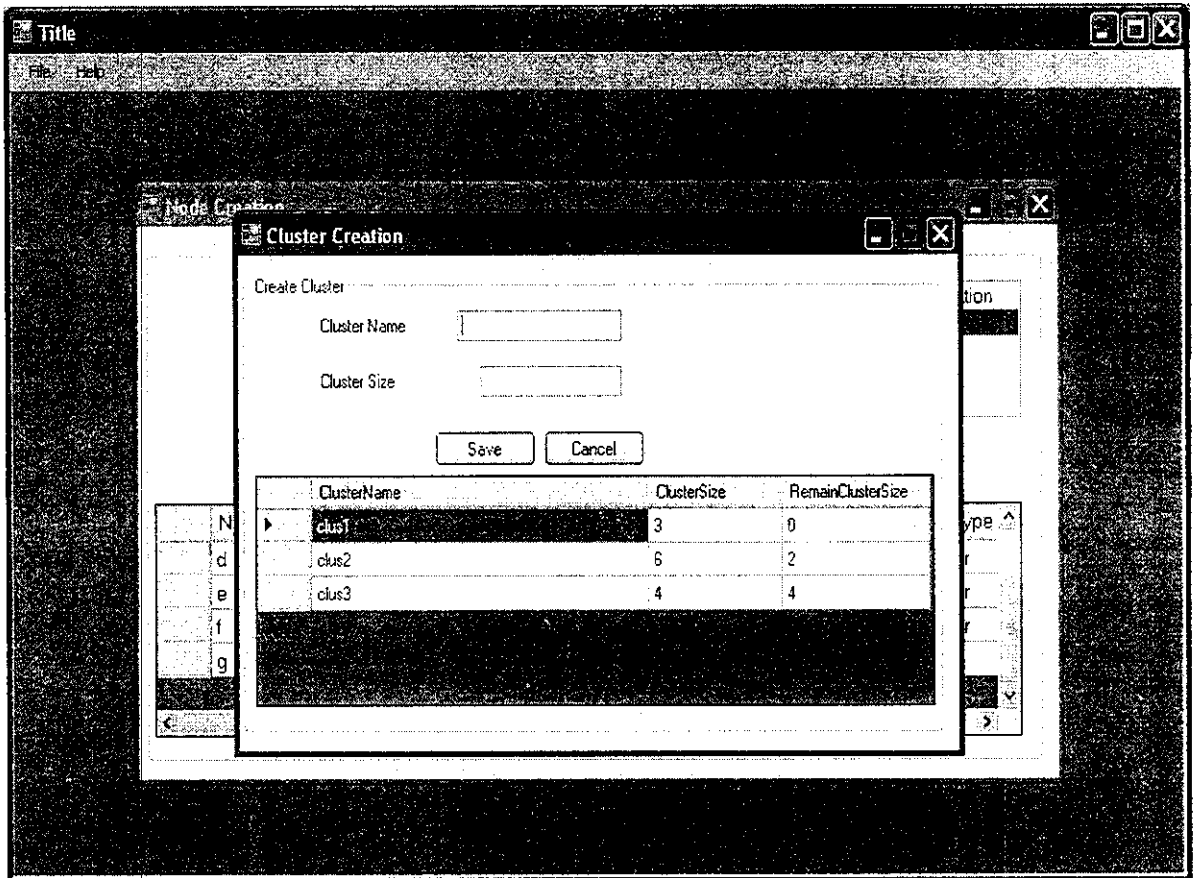 Title
File Help
Node Creation
Cluster Creation
Create Cluster
tion
Cluster Name
Cluster Size
Save Cancel
ClusterName ClusterSize RemainClusterSize
clus1 3 0
clus2 6 2
clus3 4 4
N ype
d r
e r
f r
g